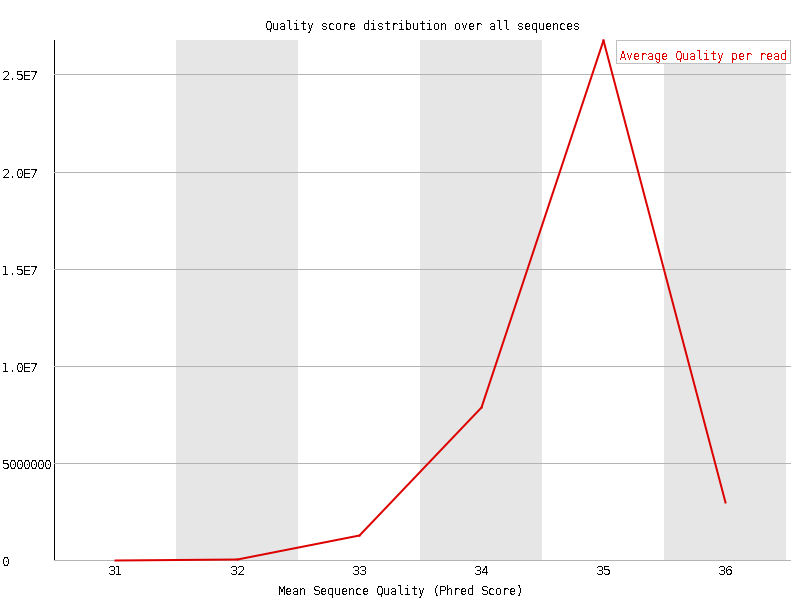 Quality score distribution over all sequences
Average Quality per read
2.5E7
2.0E7
1.5E7
1.0E7
5000000
0
31 32 33 34 35 36
Mean Sequence Quality (Phred Score)